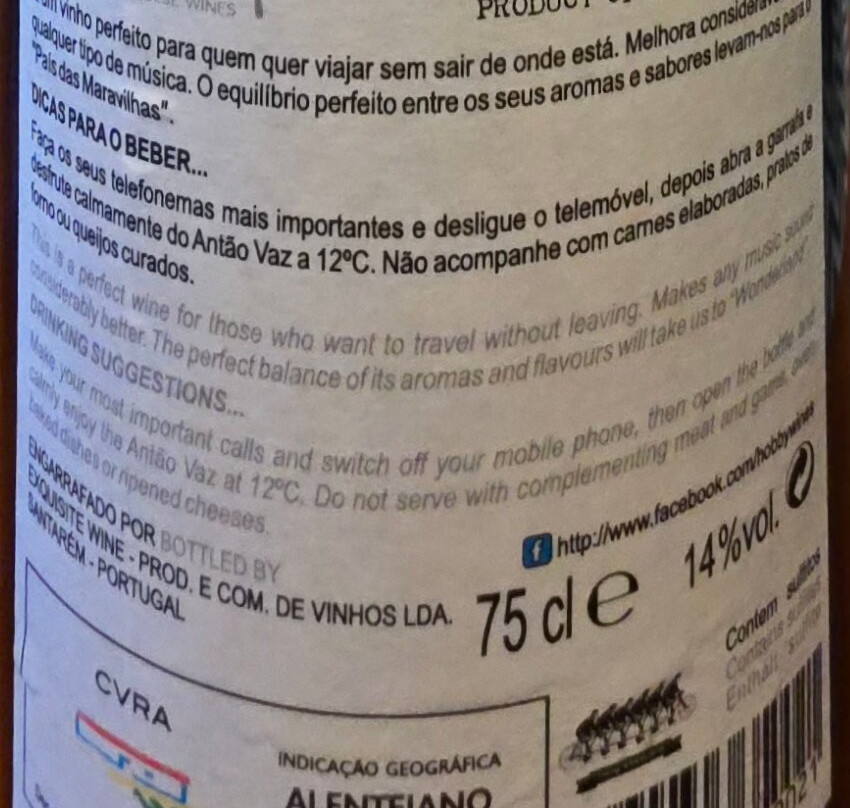 WINES
PRODUCT
vinho perfeito para quem quer viajar sem sair de onde está. Melhora
qualquer tipo de música. O equilíbrio perfeito entre os seus aromas e sabores levam-nos para o
"País das Maravilhas".
DICAS PARA O BEBER...
Faça os seus telefonemas mais importantes e desligue o telemóvel, depois abra a garrafa e
desfrute calmamente do Antão Vaz a 12ºC. Não acompanhe com carnes elaboradas, pratos de
forno ou queijos curados.
This is a perfect wine for those who want to travel without leaving. Makes any music sound
considerably better. The perfect balance of its aromas and flavours will take us to "Wonderland".
DRINKING SUGGESTIONS...
Make your most important calls and switch off your mobile phone, then open the bottle and
calmly enjoy the Antão Vaz at 12ºC. Do not serve with complementing meat and game, oven
baked dishes or ripened cheeses.
ENGARRAFADO POR BOTTLED BY
EXQUISITE WINE - PROD. E COM. DE VINHOS LDA.
SANTARÉM - PORTUGAL
f http://www.facebook.com/hobbywines
75 cl e 14%vol.
Contem sulfitos
Contains sulfites
Enthält sulfite
CVRA
INDICAÇÃO GEOGRÁFICA
ALENTEJANO